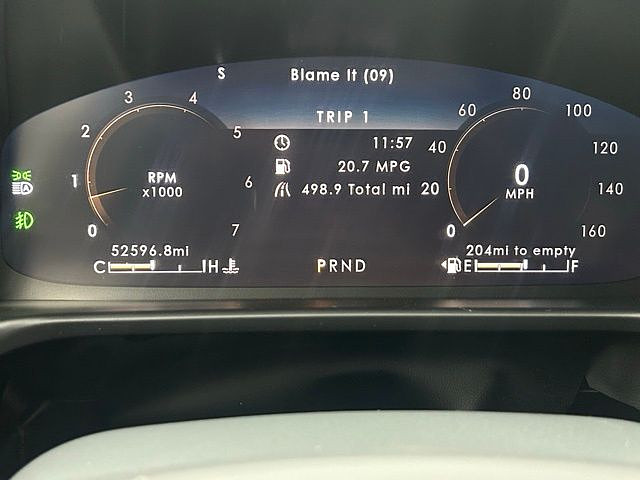 S Blame It (09)
TRIP 1
11:57
20.7 MPG
498.9 Total mi
0 1 2 3 4 5 6 7
RPM
x1000
0 20 40 60 80 100 120 140 160
0
MPH
52596.8mi
C H
PRND
204mi to empty
E F
A